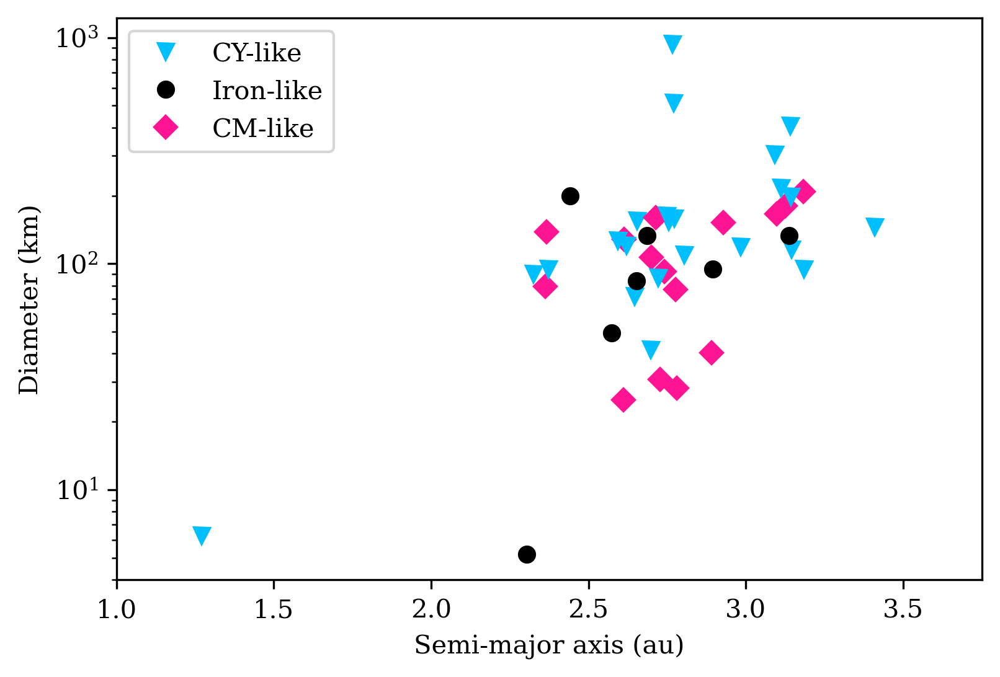 10³
10²
10¹
Diameter (km)
CY-like
Iron-like
CM-like
1.0 1.5 2.0 2.5 3.0 3.5
Semi-major axis (au)